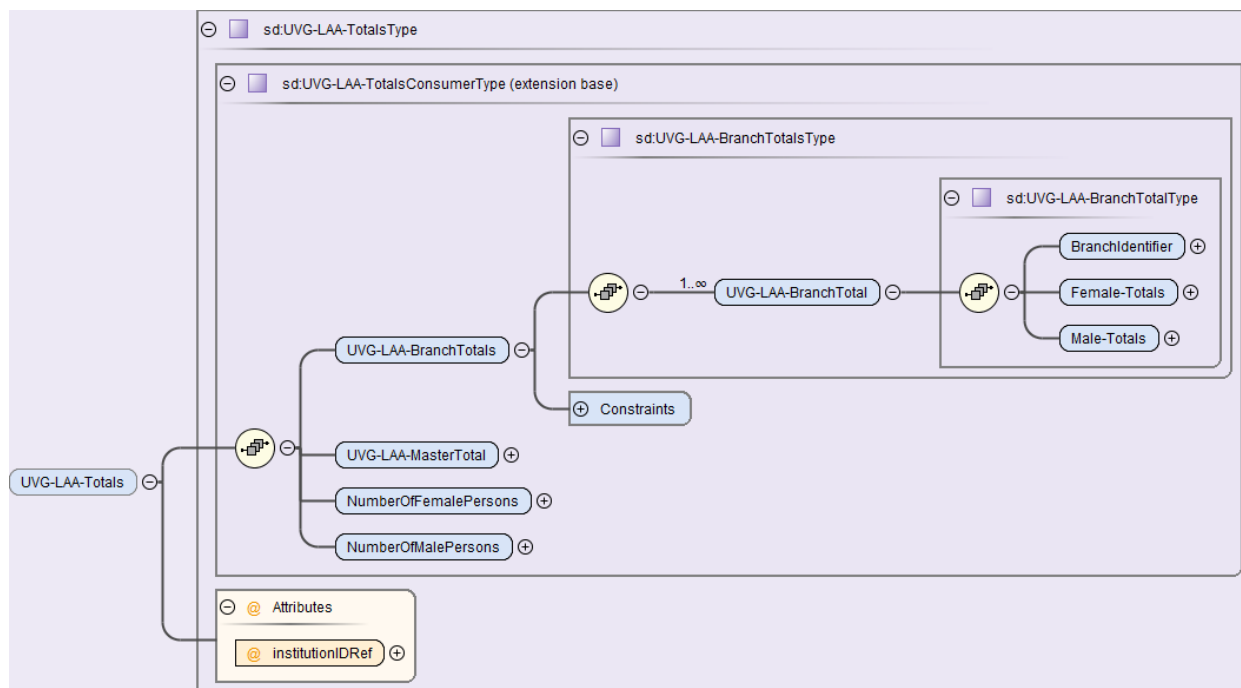 sd:UVG-LAA-TotalsType
sd:UVG-LAA-TotalsConsumerType (extension base)
sd:UVG-LAA-BranchTotalsType
sd:UVG-LAA-BranchTotalType
BranchIdentifier
1..∞
UVG-LAA-BranchTotal
Female-Totals
Male-Totals
UVG-LAA-BranchTotals
Constraints
UVG-LAA-MasterTotal
UVG-LAA-Totals
NumberOfFemalePersons
NumberOfMalePersons
@ Attributes
@ institutionIDRef